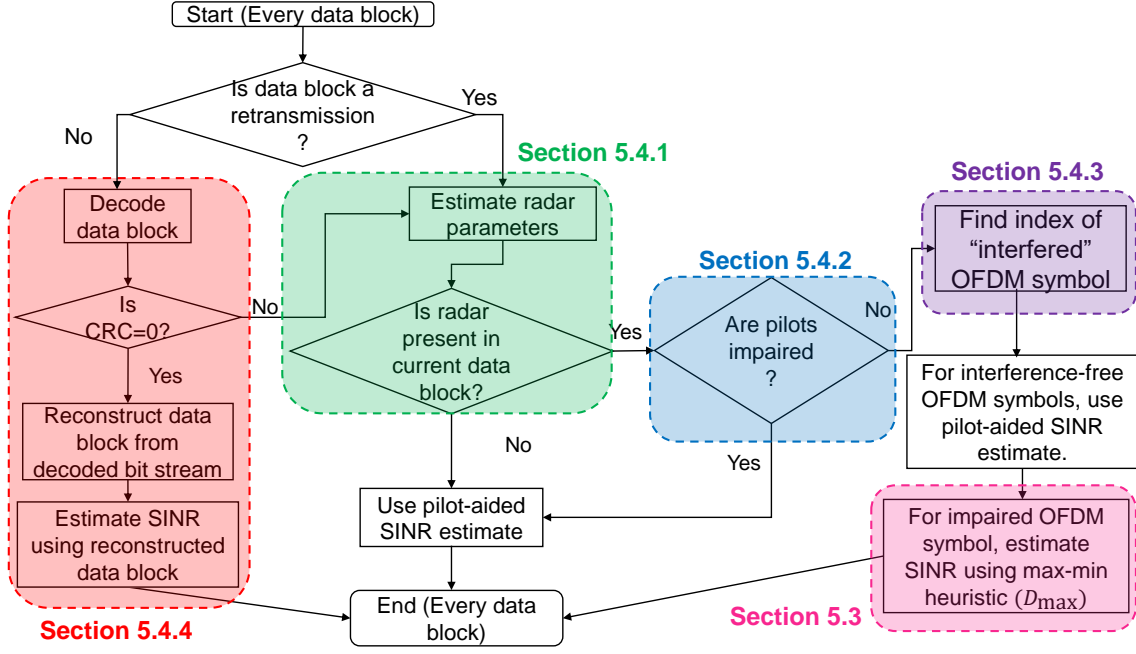 Start (Every data block)
Is data block a
retransmission
?
Yes
No
Section 5.4.1
Section 5.4.3
Decode
data block
Estimate radar
parameters
Find index of
“interfered”
OFDM symbol
Section 5.4.2
Is
CRC=0?
No
Is radar
present in
current data
block?
Yes
Are pilots
impaired
?
No
Yes
For interference-free
OFDM symbols, use
pilot-aided SINR
estimate.
Reconstruct data
block from
decoded bit stream
No
Yes
Estimate SINR
using reconstructed
data block
Use pilot-aided
SINR estimate
For impaired OFDM
symbol, estimate
SINR using max-min
heuristic (D_max)
End (Every data
block)
Section 5.4.4
Section 5.3